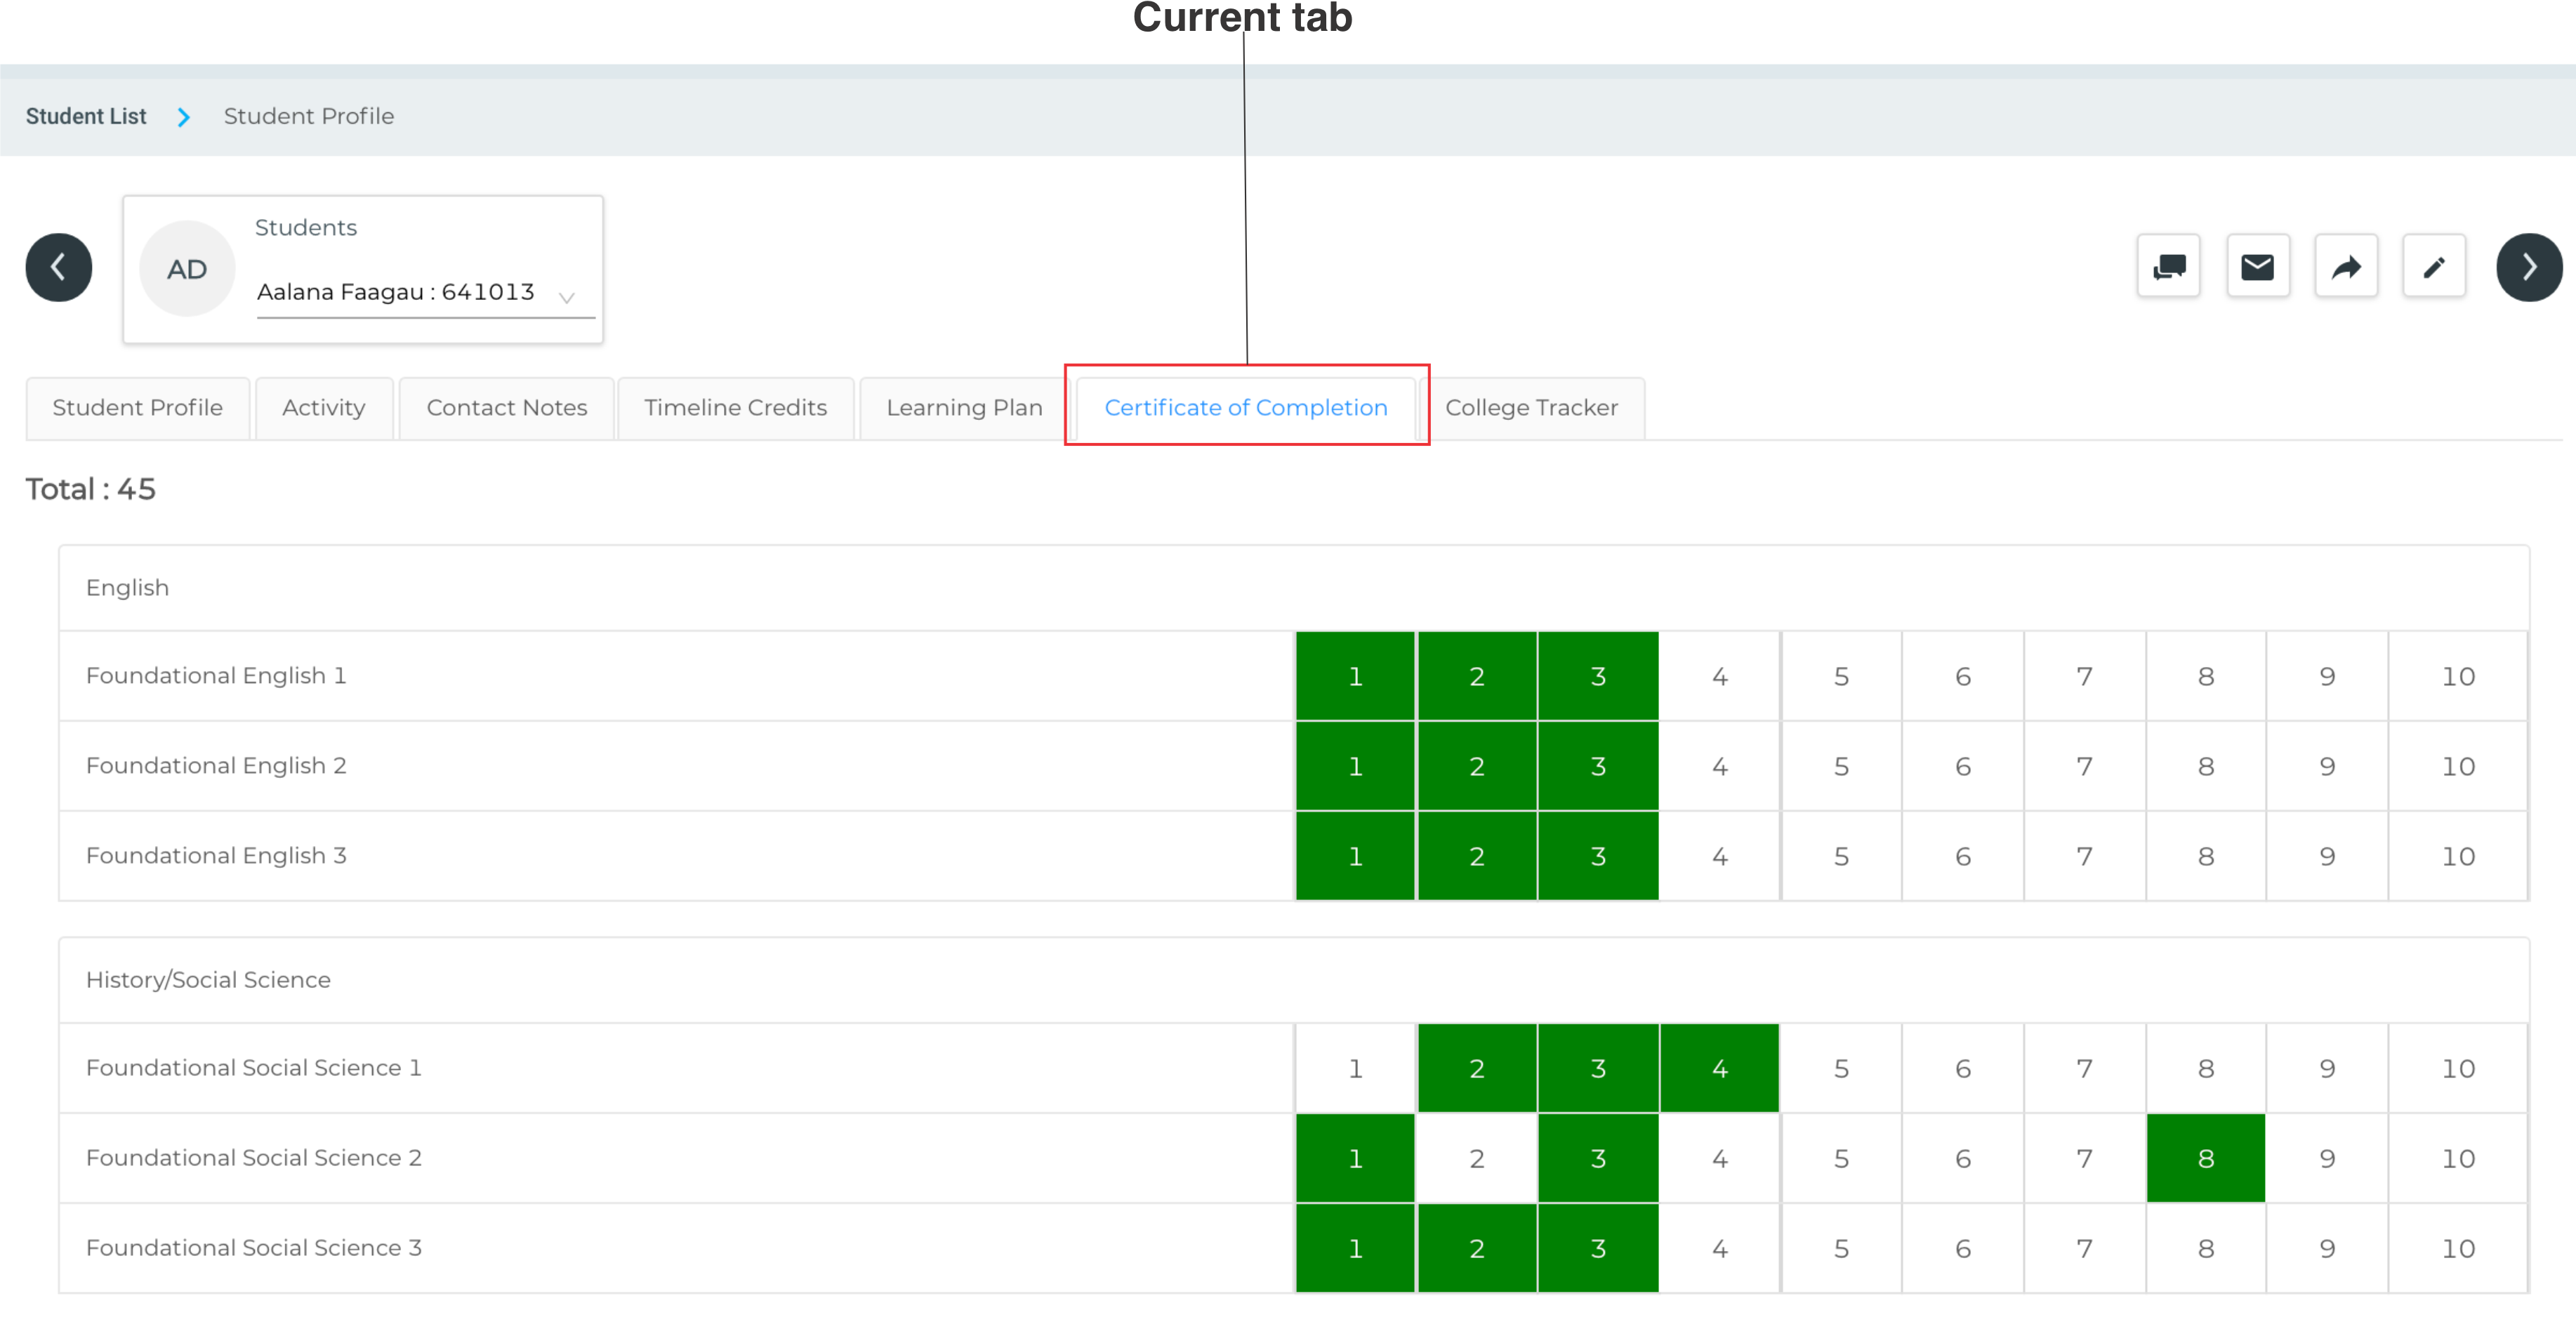 Current tab
Student List Student Profile
AD
Students
Aalana Faagau : 641013
Student Profile Activity Contact Notes Timeline Credits Learning Plan Certificate of Completion College Tracker
Total : 45
English
Foundational English 1 1 2 3 4 5 6 7 8 9 10
Foundational English 2 1 2 3 4 5 6 7 8 9 10
Foundational English 3 1 2 3 4 5 6 7 8 9 10
History/Social Science
Foundational Social Science 1 1 2 3 4 5 6 7 8 9 10
Foundational Social Science 2 1 2 3 4 5 6 7 8 9 10
Foundational Social Science 3 1 2 3 4 5 6 7 8 9 10